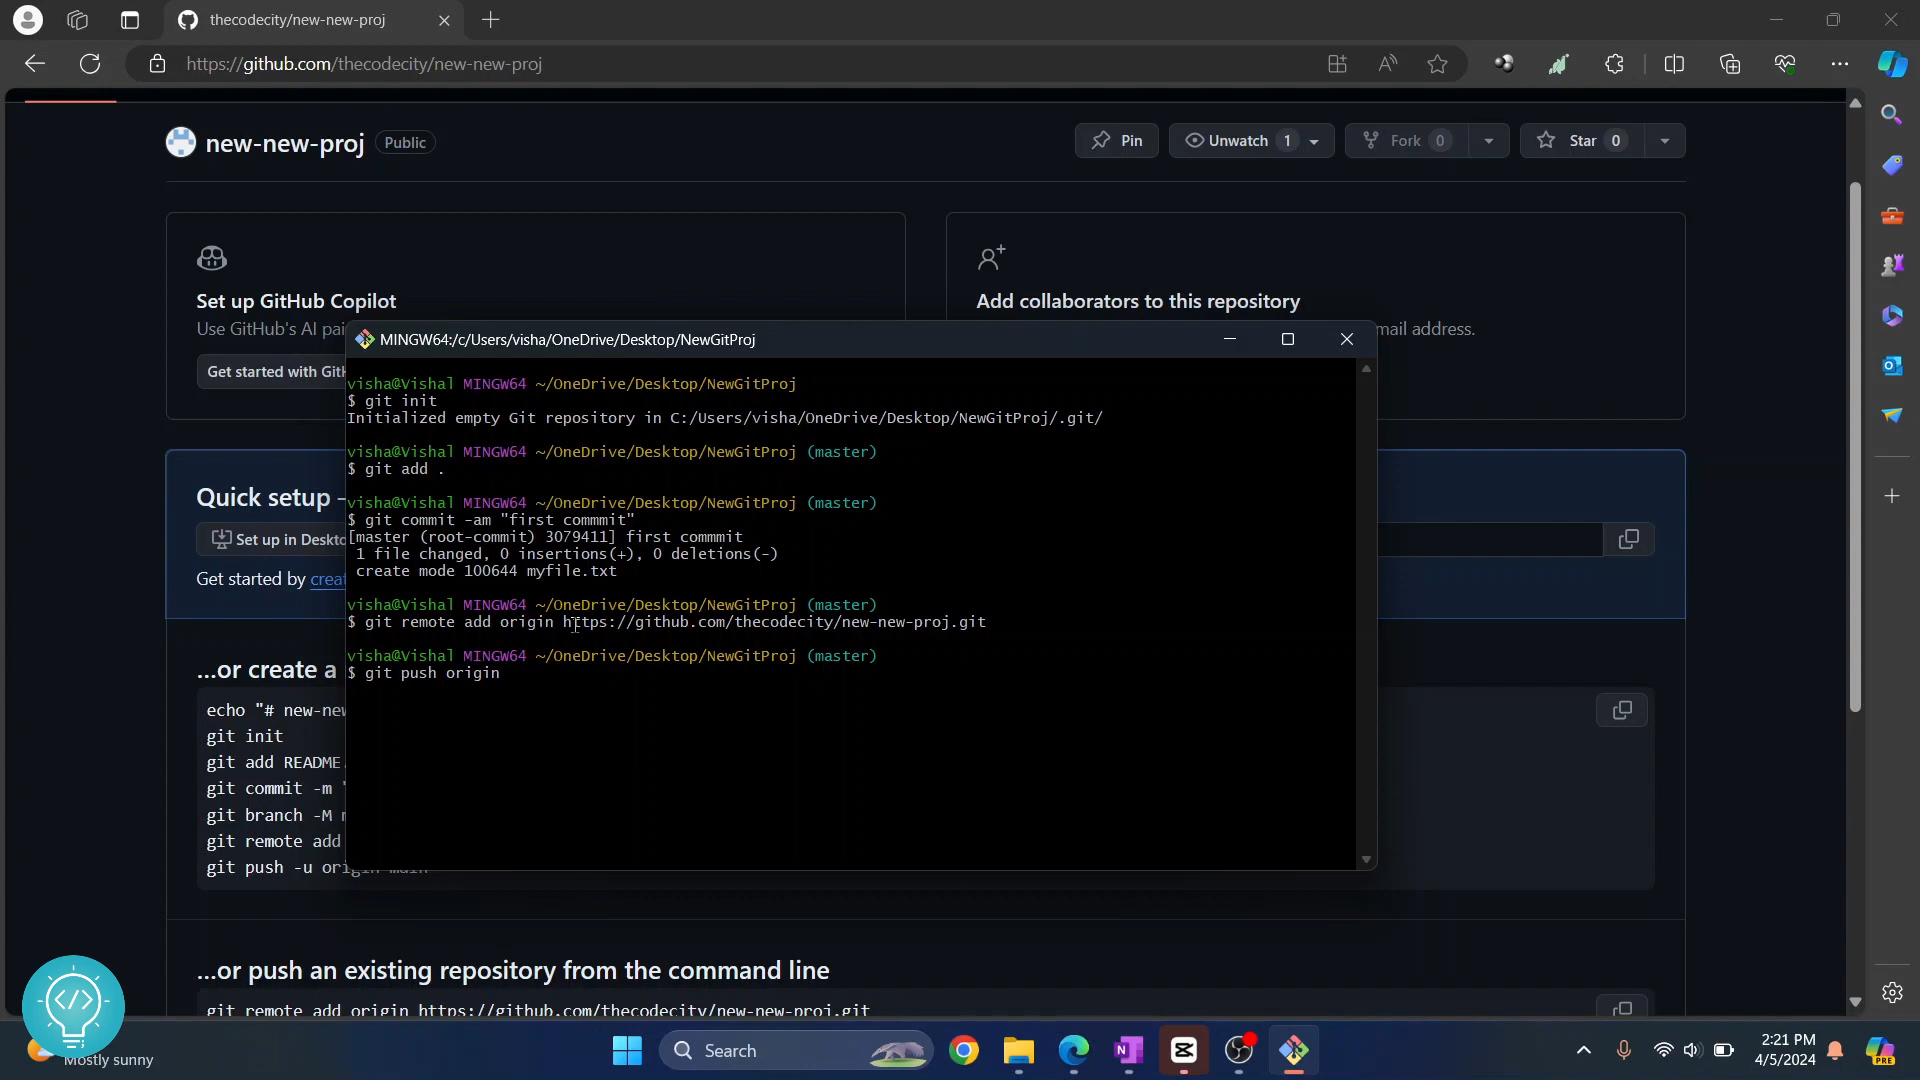 thecodecity/new-new-proj
https://github.com/thecodecity/new-new-proj
new-new-proj Public
Pin
Unwatch 1
Fork 0
Star 0
Set up GitHub Copilot
Use GitHub's AI pai
Get started with GitH
Add collaborators to this repository
mail address.
MINGW64:/c/Users/visha/OneDrive/Desktop/NewGitProj
visha@Vishal MINGW64 ~/OneDrive/Desktop/NewGitProj
$ git init
Initialized empty Git repository in C:/Users/visha/OneDrive/Desktop/NewGitProj/.git/
visha@Vishal MINGW64 ~/OneDrive/Desktop/NewGitProj (master)
$ git add .
visha@Vishal MINGW64 ~/OneDrive/Desktop/NewGitProj (master)
$ git commit -am "first commmit"
[master (root-commit) 3079411] first commmit
1 file changed, 0 insertions(+), 0 deletions(-)
create mode 100644 myfile.txt
visha@Vishal MINGW64 ~/OneDrive/Desktop/NewGitProj (master)
$ git remote add origin https://github.com/thecodecity/new-new-proj.git
visha@Vishal MINGW64 ~/OneDrive/Desktop/NewGitProj (master)
$ git push origin
Quick setup -
Set up in Deskto
Get started by creat
...or create a
echo "# new-new
git init
git add README.
git commit -m "
git branch -M m
git remote add
git push -u origin main
...or push an existing repository from the command line
git remote add origin https://github.com/thecodecity/new-new-proj.git
</>
Mostly sunny
Search
2:21 PM
4/5/2024
PRE